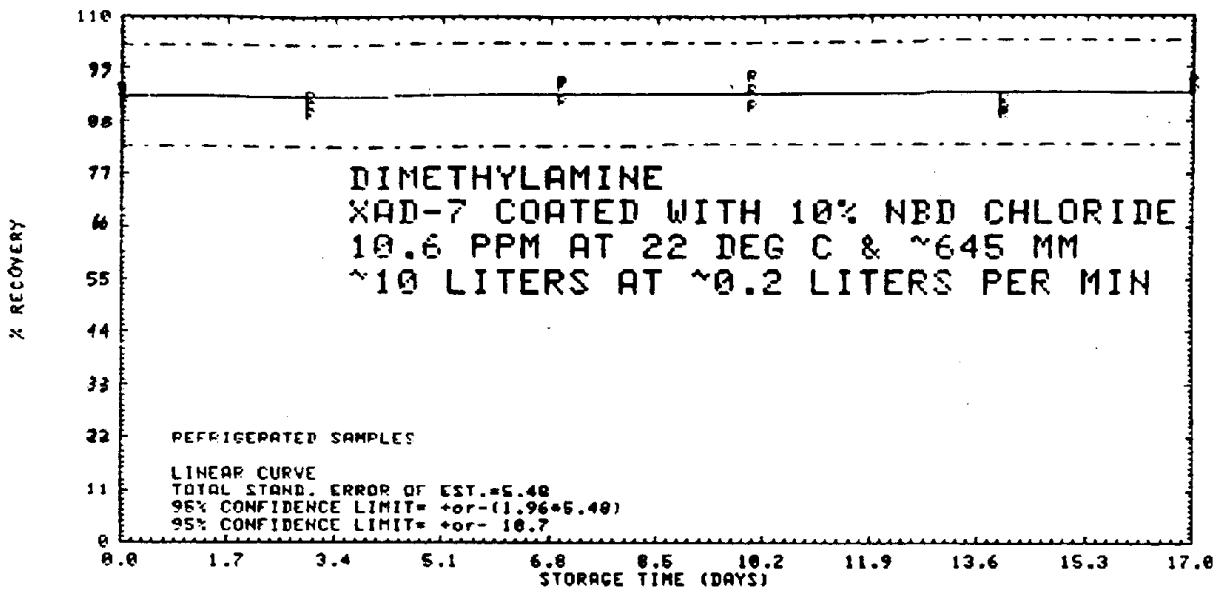 110
99
88
77
66
55
44
33
22
11
0
% RECOVERY
DIMETHYLAMINE
XAD-7 COATED WITH 10% NBD CHLORIDE
10.6 PPM AT 22 DEG C & ~645 MM
~10 LITERS AT ~0.2 LITERS PER MIN
REFRIGERATED SAMPLES
LINEAR CURVE
TOTAL STAND. ERROR OF EST.=5.48
95% CONFIDENCE LIMIT= +or-(1.96*5.48)
95% CONFIDENCE LIMIT= +or- 10.7
0.0 1.7 3.4 5.1 6.8 8.5 10.2 11.9 13.6 15.3 17.0
STORAGE TIME (DAYS)